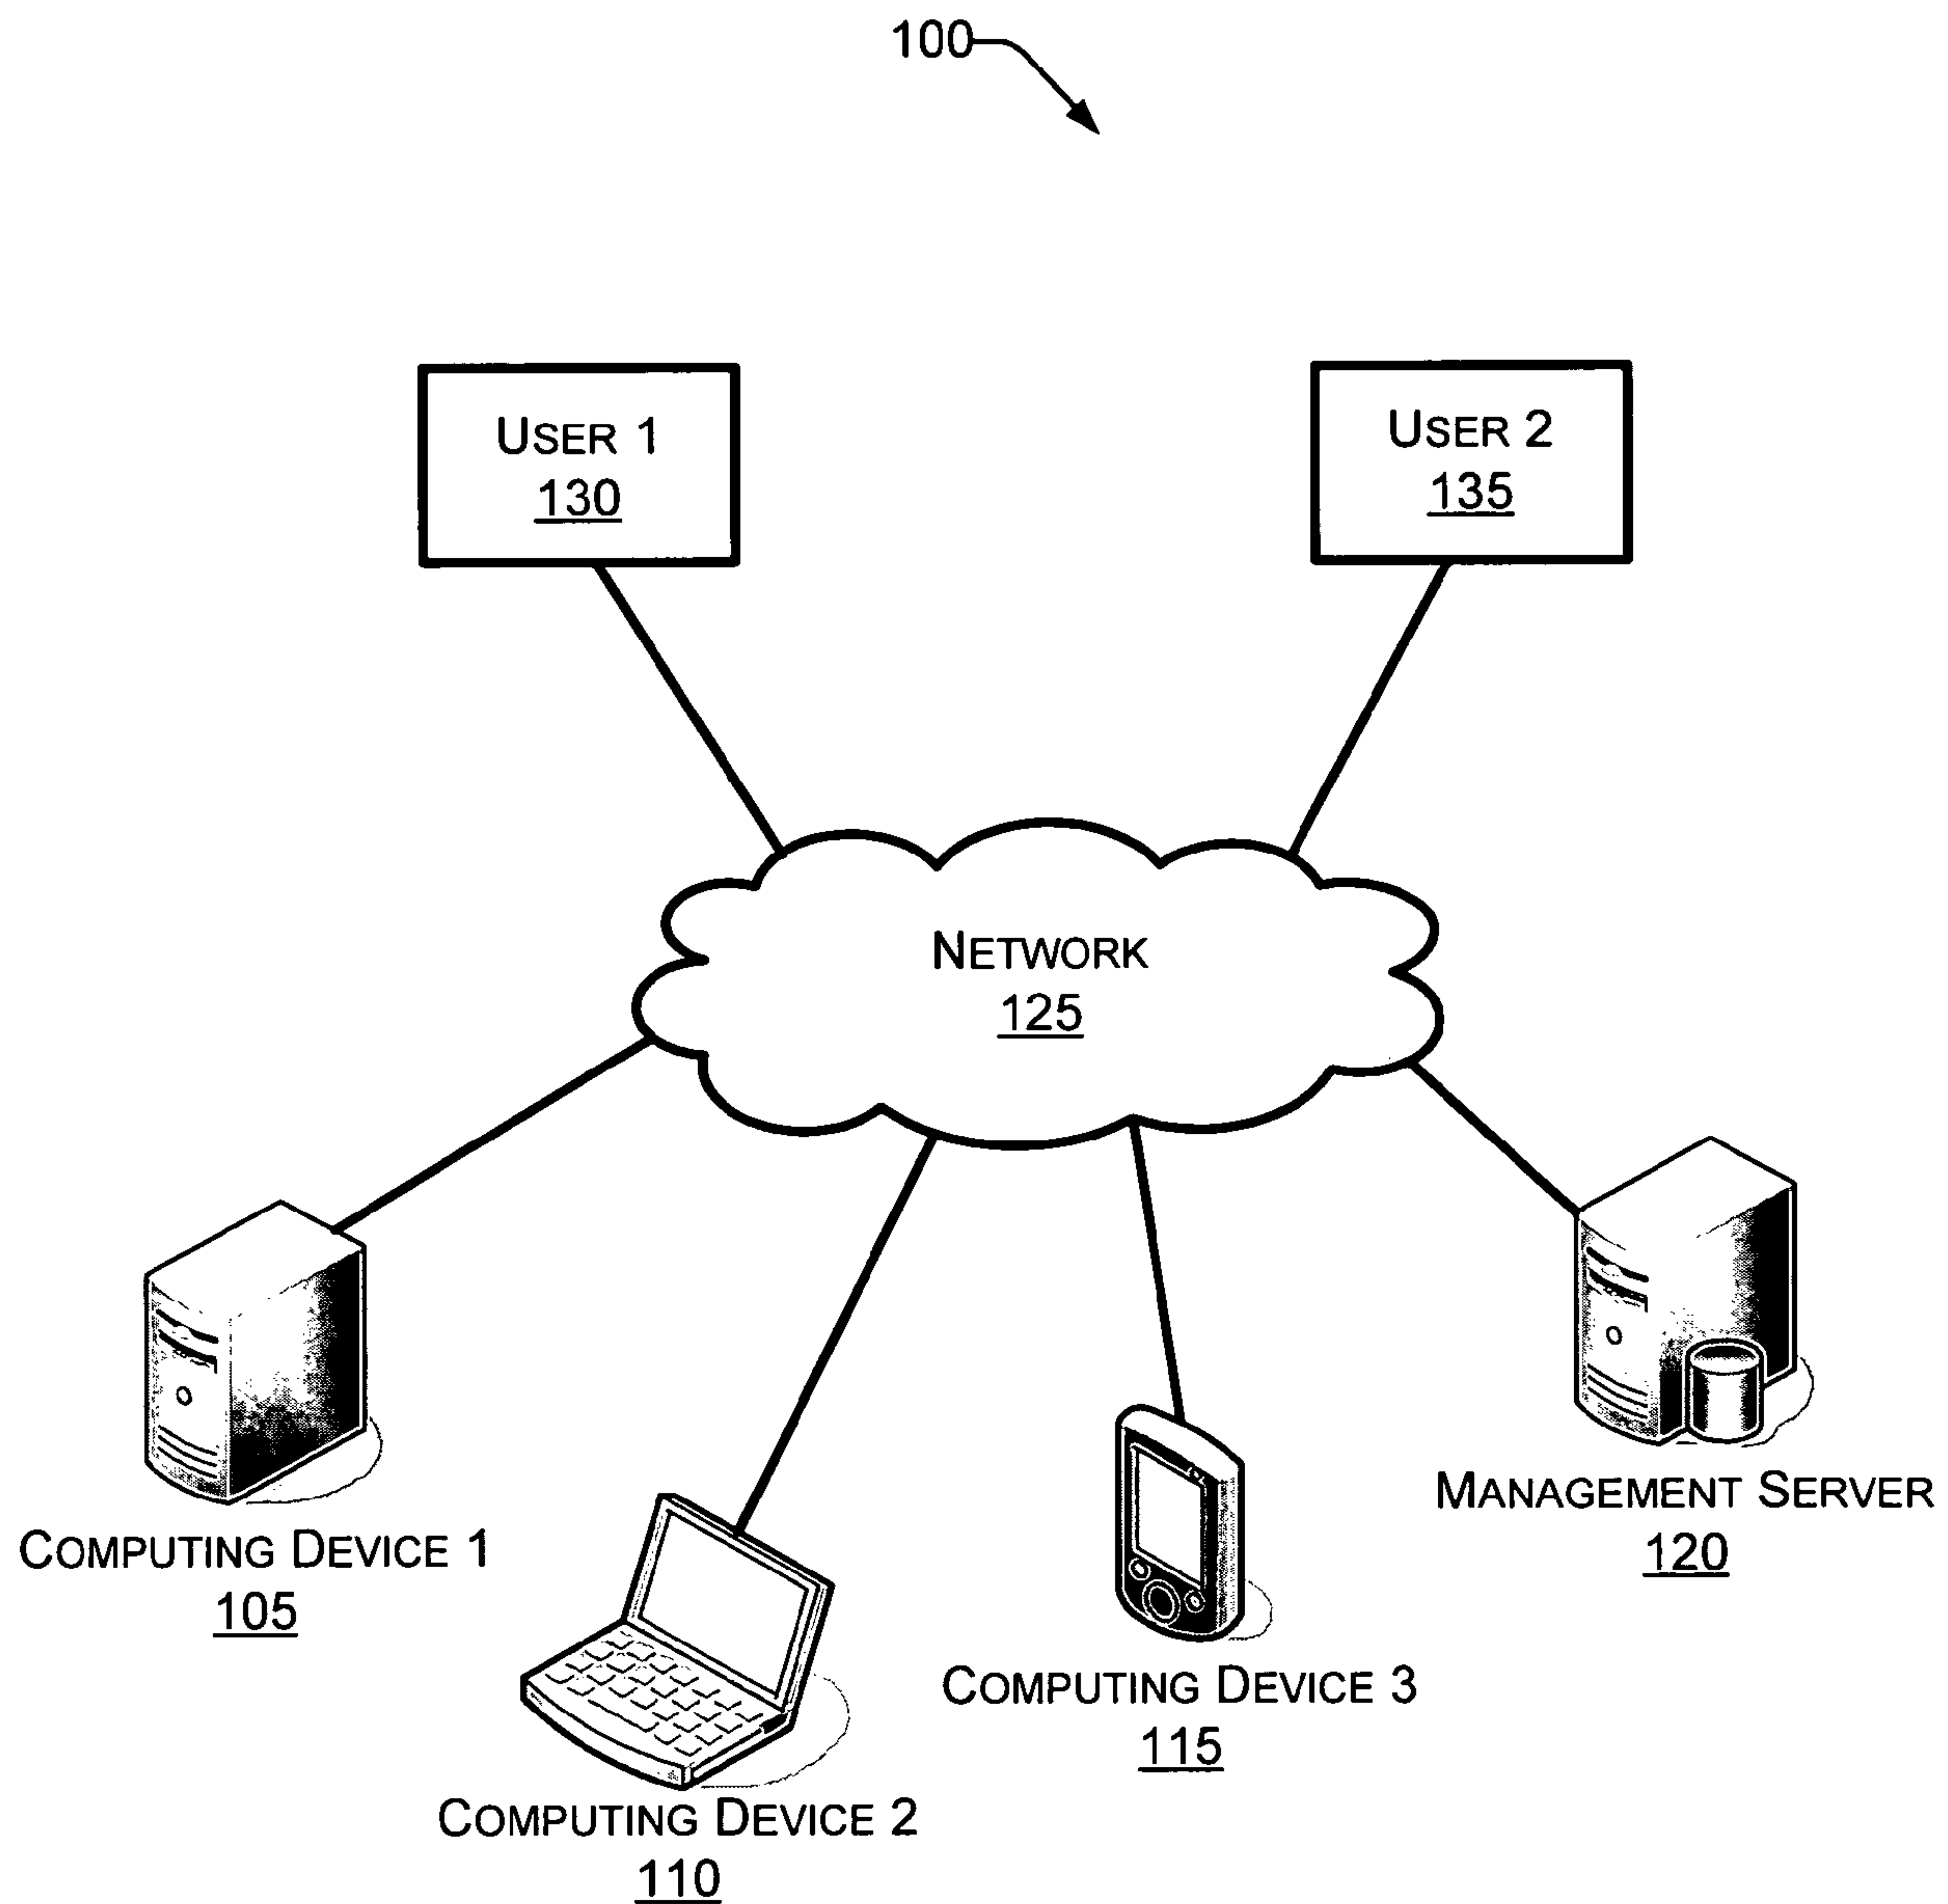 100
USER 1
130
USER 2
135
NETWORK
125
COMPUTING DEVICE 1
105
COMPUTING DEVICE 2
110
COMPUTING DEVICE 3
115
MANAGEMENT SERVER
120